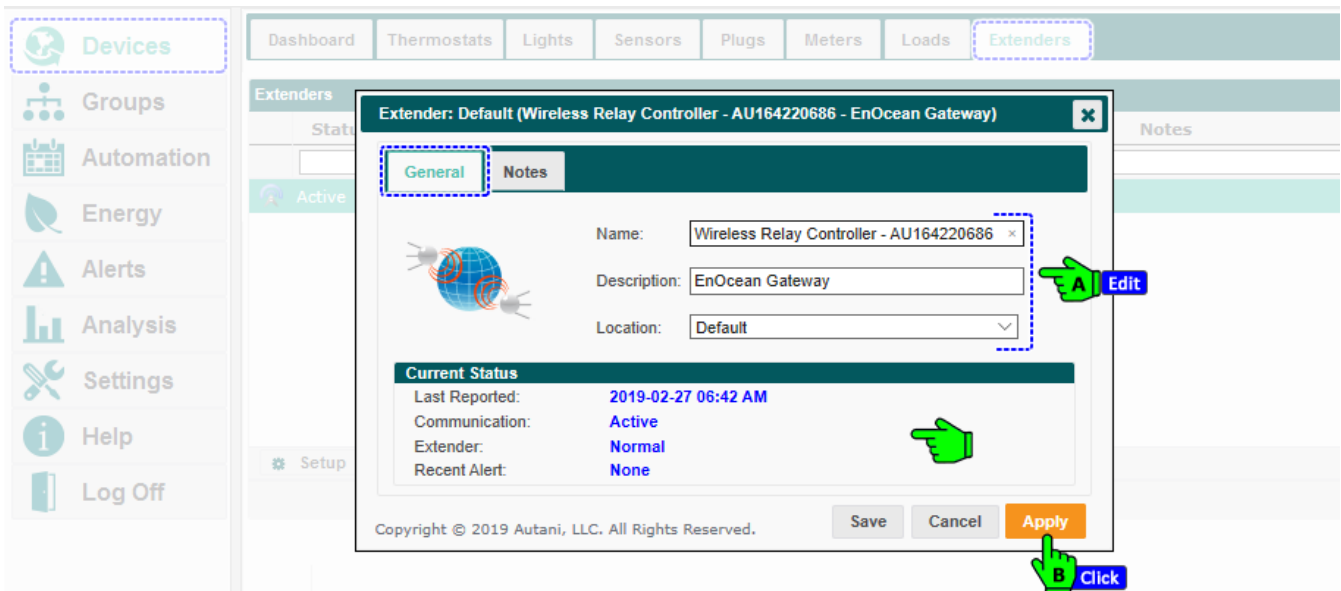 Devices
Groups
Automation
Energy
Alerts
Analysis
Settings
Help
Log Off
Dashboard Thermostats Lights Sensors Plugs Meters Loads Extenders
Extenders
Notes
Active
Setup
Extender: Default (Wireless Relay Controller - AU164220686 - EnOcean Gateway)
General Notes
Name: Wireless Relay Controller - AU164220686 ×
Description: EnOcean Gateway
Location: Default
A Edit
Current Status
Last Reported: 2019-02-27 06:42 AM
Communication: Active
Extender: Normal
Recent Alert: None
Copyright © 2019 Autani, LLC. All Rights Reserved.
Save Cancel Apply
B Click